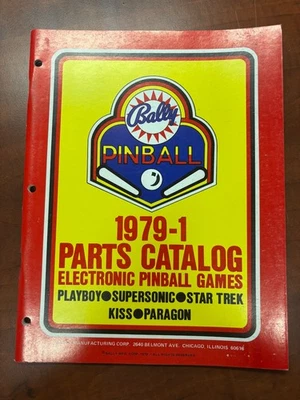 Bally
PINBALL
1979-1
PARTS CATALOG
ELECTRONIC PINBALL GAMES
PLAYBOY●SUPERSONIC●STAR TREK
KISS●PARAGON
MANUFACTURING CORP. 2640 BELMONT AVE. CHICAGO, ILLINOIS 60618